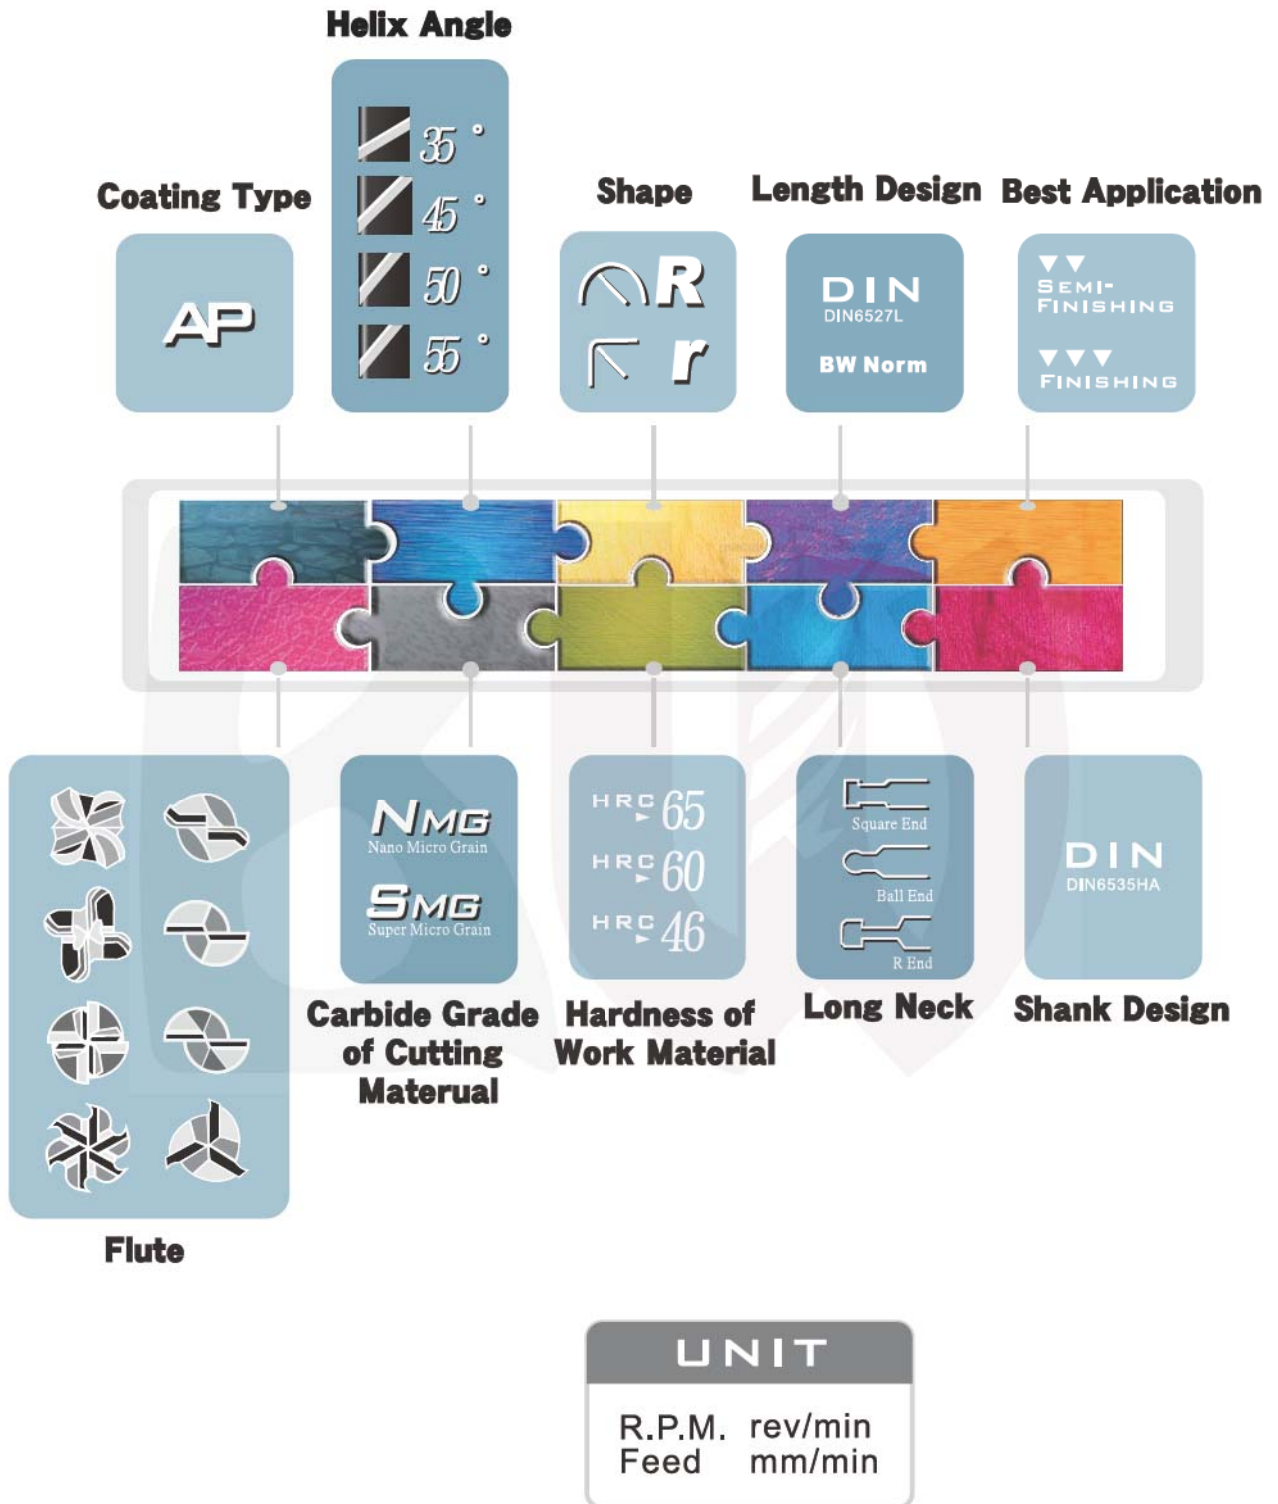 Helix Angle
35 °
45 °
50 °
55 °
Coating Type
AP
Shape
R
r
Length Design
DIN
DIN6527L
BW Norm
Best Application
SEMI-
FINISHING
FINISHING
Flute
NMG
Nano Micro Grain
SMG
Super Micro Grain
Carbide Grade
of Cutting
Materual
HRC 65
HRC 60
HRC 46
Hardness of
Work Material
Square End
Ball End
R End
Long Neck
DIN
DIN6535HA
Shank Design
UNIT
R.P.M. rev/min
Feed mm/min